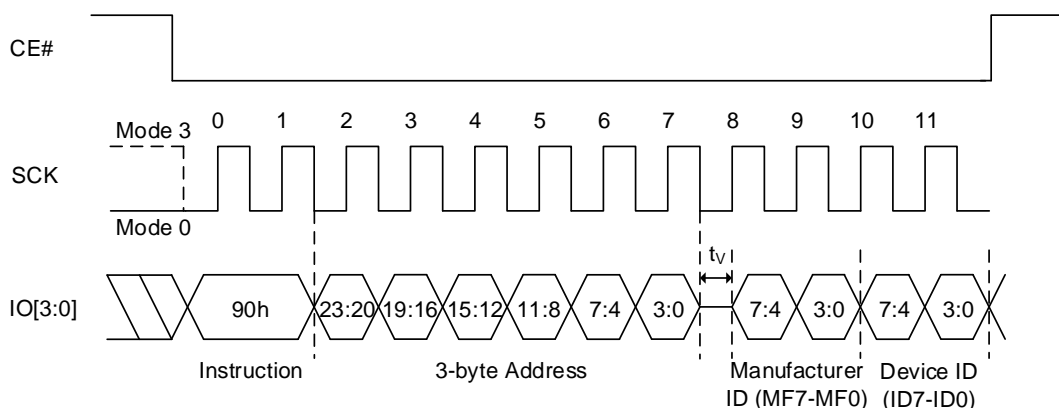 CE#
0 1 2 3 4 5 6 7 8 9 10 11
Mode 3
SCK
Mode 0
tV
IO[3:0] 90h 23:20 19:16 15:12 11:8 7:4 3:0 7:4 3:0 7:4 3:0
Instruction 3-byte Address Manufacturer Device ID
ID (MF7-MF0) (ID7-ID0)